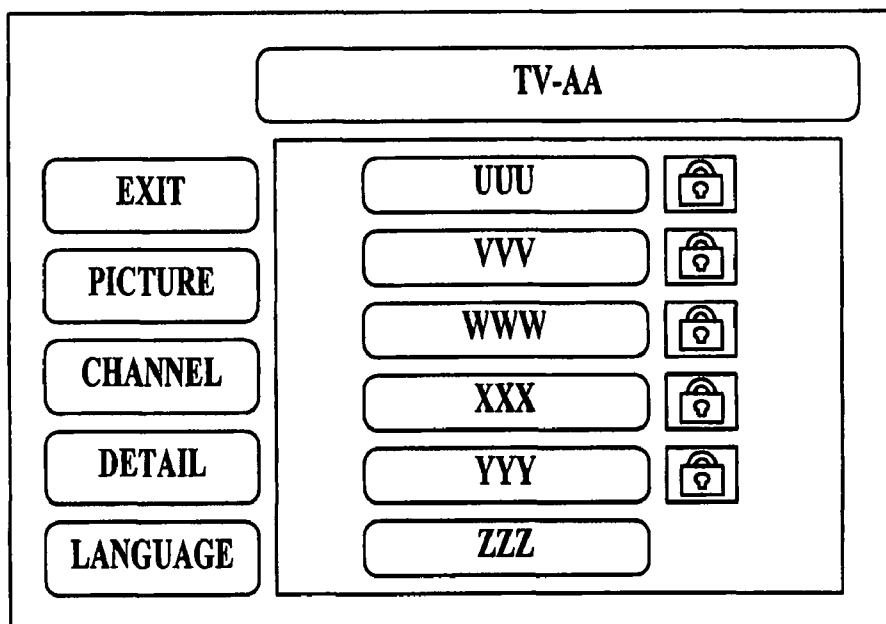 TV-AA
EXIT
PICTURE
CHANNEL
DETAIL
LANGUAGE
UUU
VVV
WWW
XXX
YYY
ZZZ